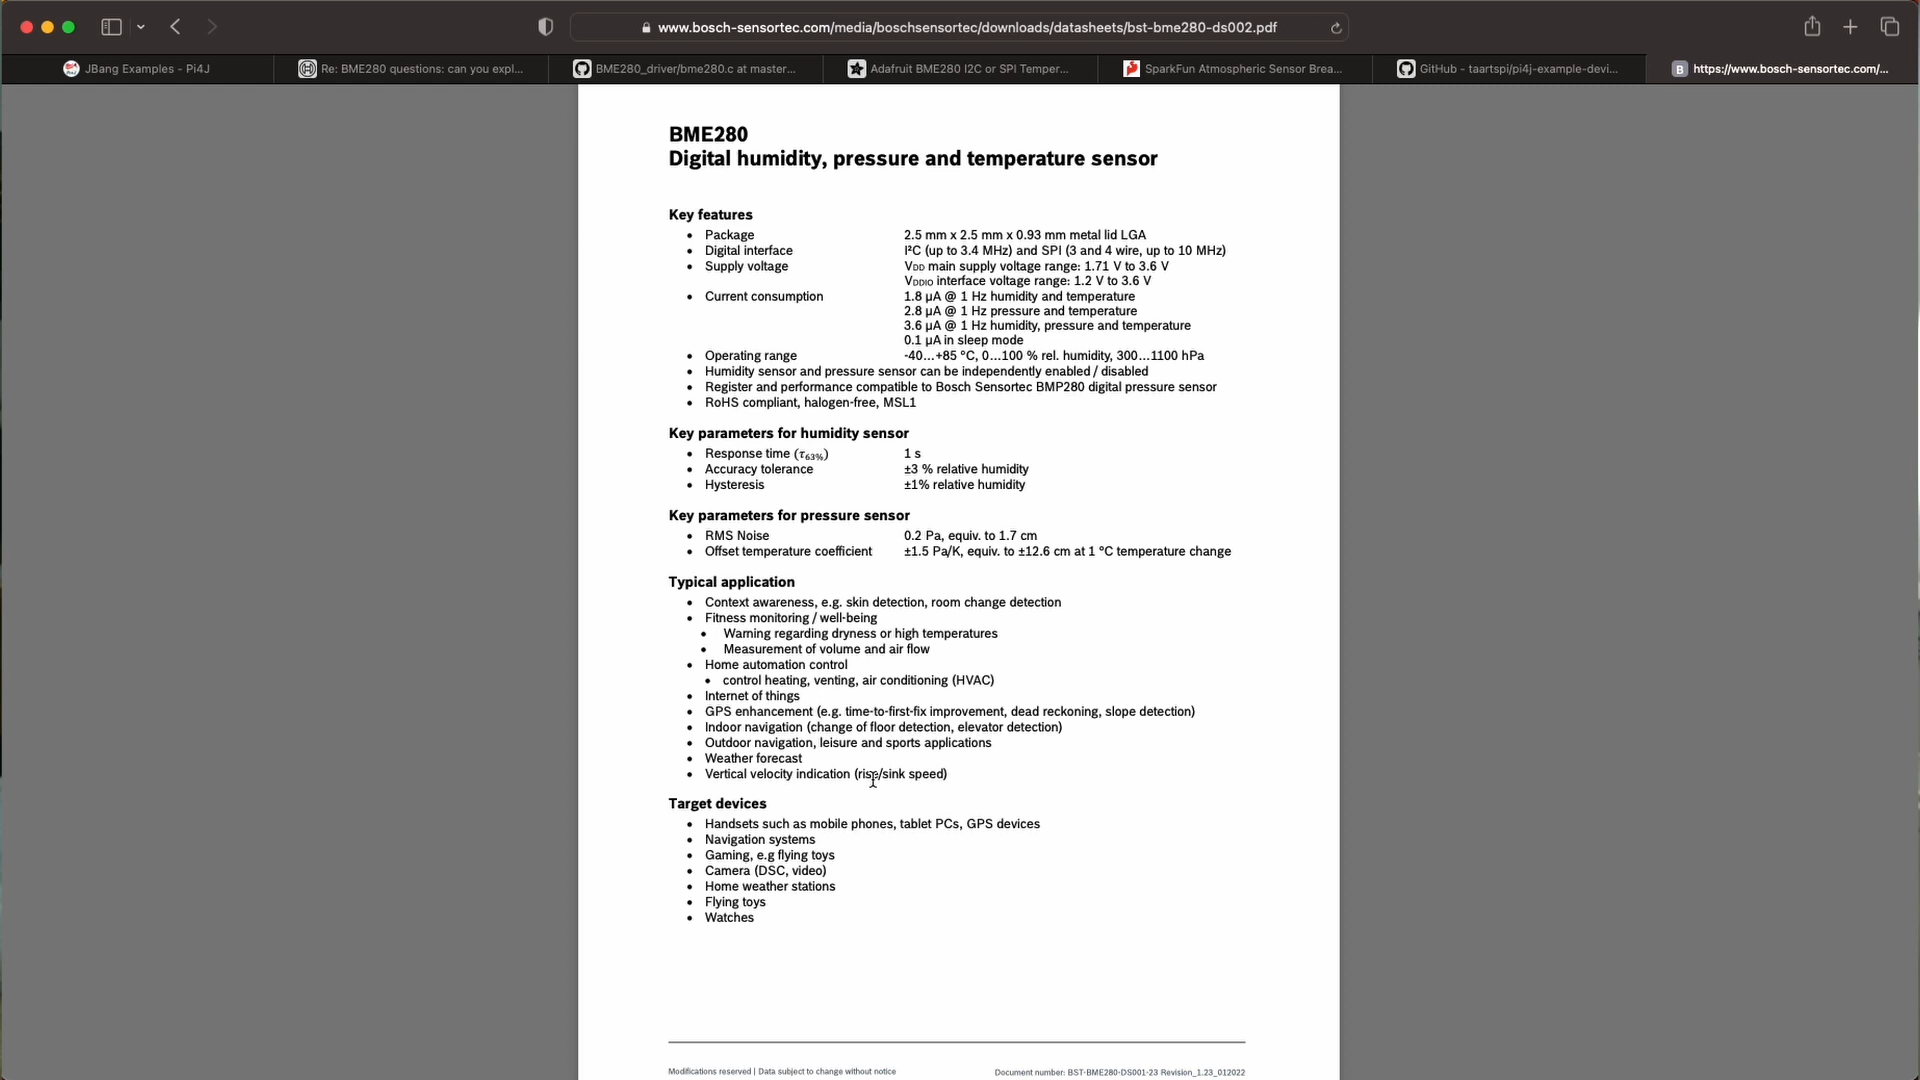 www.bosch-sensortec.com/media/boschsensortec/downloads/datasheets/bst-bme280-ds002.pdf
JBang Examples - Pi4J
Re: BME280 questions: can you expl...
BME280_driver/bme280.c at master...
Adafruit BME280 I2C or SPI Temper...
SparkFun Atmospheric Sensor Brea...
GitHub - taartspi/pi4j-example-devi...
B https://www.bosch-sensortec.com/...
BME280
Digital humidity, pressure and temperature sensor
Key features
• Package 2.5 mm x 2.5 mm x 0.93 mm metal lid LGA
• Digital interface I²C (up to 3.4 MHz) and SPI (3 and 4 wire, up to 10 MHz)
• Supply voltage VDD main supply voltage range: 1.71 V to 3.6 V
VDDIO interface voltage range: 1.2 V to 3.6 V
• Current consumption 1.8 µA @ 1 Hz humidity and temperature
2.8 µA @ 1 Hz pressure and temperature
3.6 µA @ 1 Hz humidity, pressure and temperature
0.1 µA in sleep mode
• Operating range -40...+85 °C, 0...100 % rel. humidity, 300...1100 hPa
• Humidity sensor and pressure sensor can be independently enabled / disabled
• Register and performance compatible to Bosch Sensortec BMP280 digital pressure sensor
• RoHS compliant, halogen-free, MSL1
Key parameters for humidity sensor
• Response time (τ63%) 1 s
• Accuracy tolerance ±3 % relative humidity
• Hysteresis ±1% relative humidity
Key parameters for pressure sensor
• RMS Noise 0.2 Pa, equiv. to 1.7 cm
• Offset temperature coefficient ±1.5 Pa/K, equiv. to ±12.6 cm at 1 °C temperature change
Typical application
• Context awareness, e.g. skin detection, room change detection
• Fitness monitoring / well-being
• Warning regarding dryness or high temperatures
• Measurement of volume and air flow
• Home automation control
• control heating, venting, air conditioning (HVAC)
• Internet of things
• GPS enhancement (e.g. time-to-first-fix improvement, dead reckoning, slope detection)
• Indoor navigation (change of floor detection, elevator detection)
• Outdoor navigation, leisure and sports applications
• Weather forecast
• Vertical velocity indication (rise/sink speed)
Target devices
• Handsets such as mobile phones, tablet PCs, GPS devices
• Navigation systems
• Gaming, e.g flying toys
• Camera (DSC, video)
• Home weather stations
• Flying toys
• Watches
Modifications reserved | Data subject to change without notice Document number: BST-BME280-DS001-23 Revision_1.23_012022